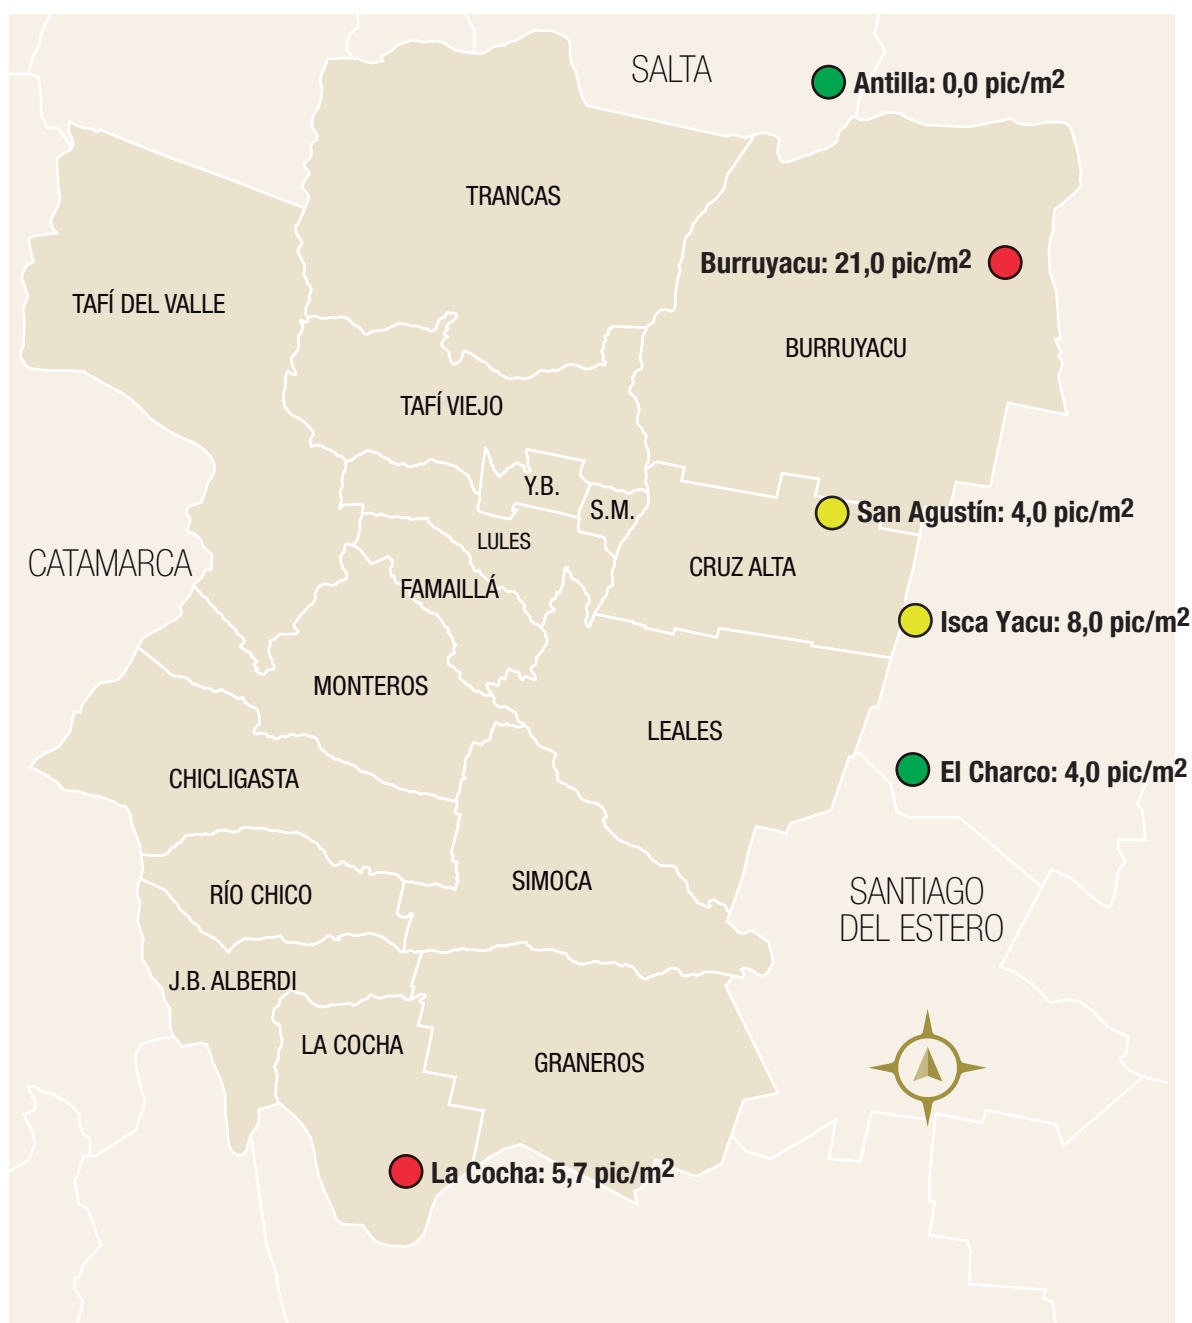 SALTA
Antilla: 0,0 pic/m2
TRANCAS
Burruyacu: 21,0 pic/m2
TAFÍ DEL VALLE
BURRUYACU
TAFÍ VIEJO
Y.B.
S.M.
San Agustín: 4,0 pic/m2
LULES
CATAMARCA
CRUZ ALTA
FAMAILLÁ
Isca Yacu: 8,0 pic/m2
MONTEROS
LEALES
El Charco: 4,0 pic/m2
CHICLIGASTA
SIMOCA
RÍO CHICO
SANTIAGO
DEL ESTERO
J.B. ALBERDI
LA COCHA
GRANEROS
La Cocha: 5,7 pic/m2